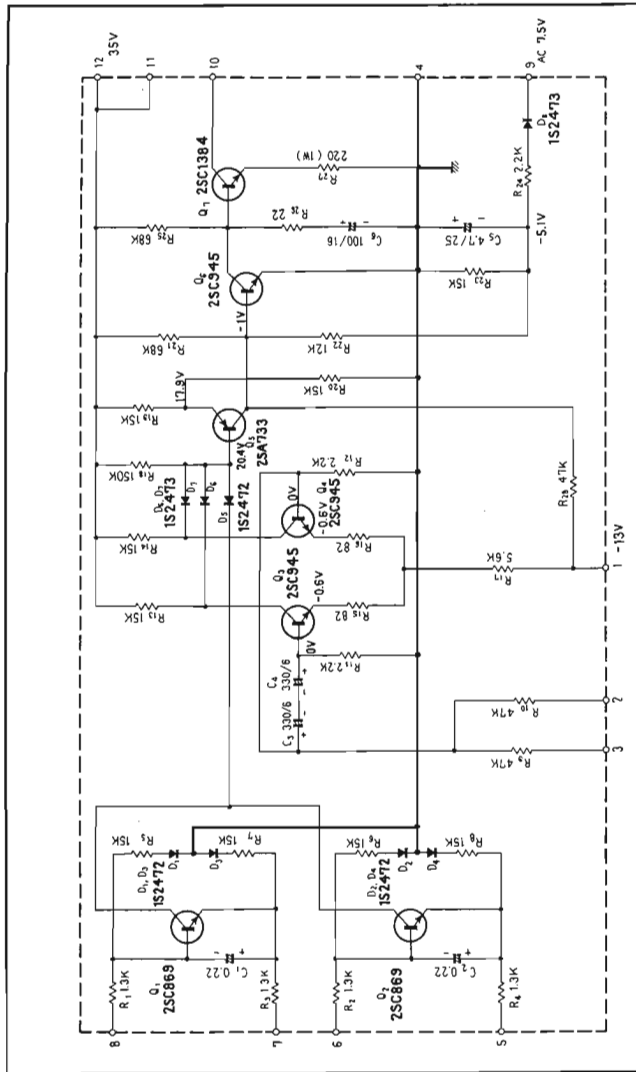 12
35V
11
10
4
9
AC 7.5V
D8
1S2473
R24 2.2K
-5.1V
2SC1384
Q7
R27
220 (1W)
R25 68K
R26 22
C6 100/16
C5 4.7/25
Q6
2SC945
R23 15K
-1V
R21 68K
R22 12K
17.9V
R19 15K
R20 15K
Q5
2SA733
20.4V
R18 150K
D6, D7
1S2473
D7
D6
D5
1S2472
R14 15K
R13 15K
R12 2.2K
Q4
2SC945
0V
-0.6V
R16 82
Q3
2SC945
-0.6V
0V
R15 82
R11 2.2K
C4
330/6
C3 330/6
R28 47K
R17
5.6K
1
-13V
2
R10
47K
3
R9 47K
R5
15K
D1
D3
R7
15K
D1, D3
1S2472
Q1
2SC869
C1 0.22
R1 1.3K
R3 1.3K
8
7
R6 15K
D2
D4
R8 15K
D2, D4
1S2472
Q2
2SC869
C2 0.22
R2 1.3K
R4 1.3K
6
5